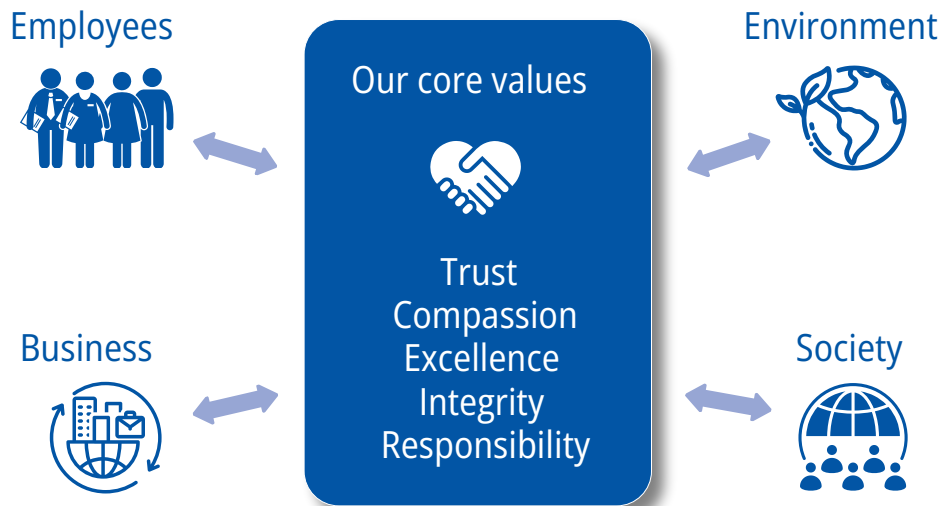 Employees
Environment
Our core values
Trust
Compassion
Excellence
Integrity
Responsibility
Business
Society